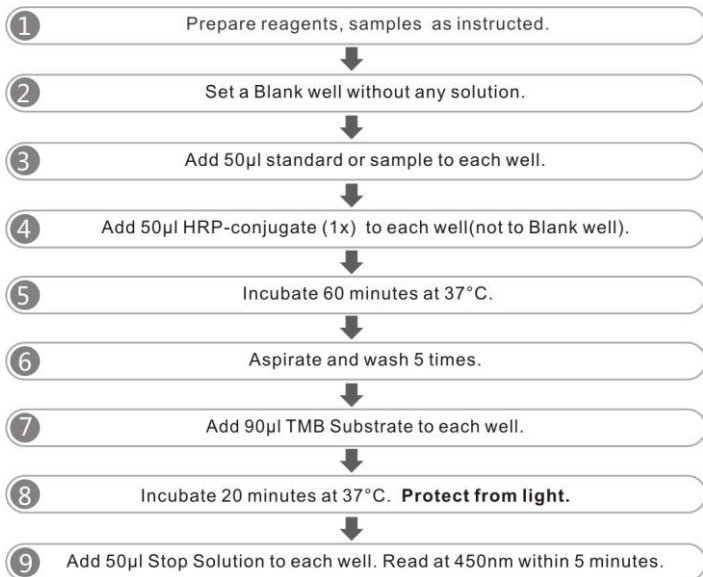 1 Prepare reagents, samples as instructed.
2 Set a Blank well without any solution.
3 Add 50μl standard or sample to each well.
4 Add 50μl HRP-conjugate (1x) to each well(not to Blank well).
5 Incubate 60 minutes at 37°C.
6 Aspirate and wash 5 times.
7 Add 90μl TMB Substrate to each well.
8 Incubate 20 minutes at 37°C. Protect from light.
9 Add 50μl Stop Solution to each well. Read at 450nm within 5 minutes.